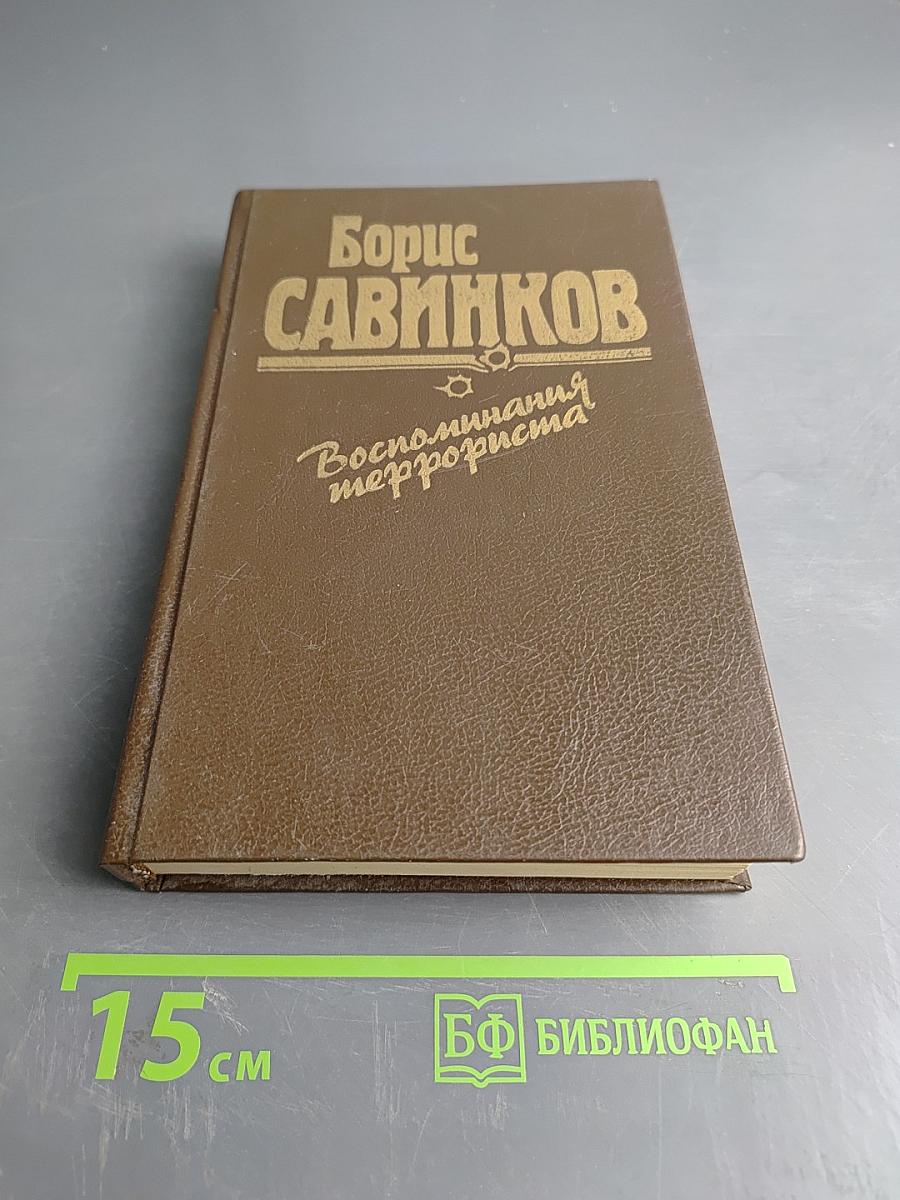 Борис
САВИНКОВ
Воспоминания
террориста
15 см
БФ БИБЛИОФАН